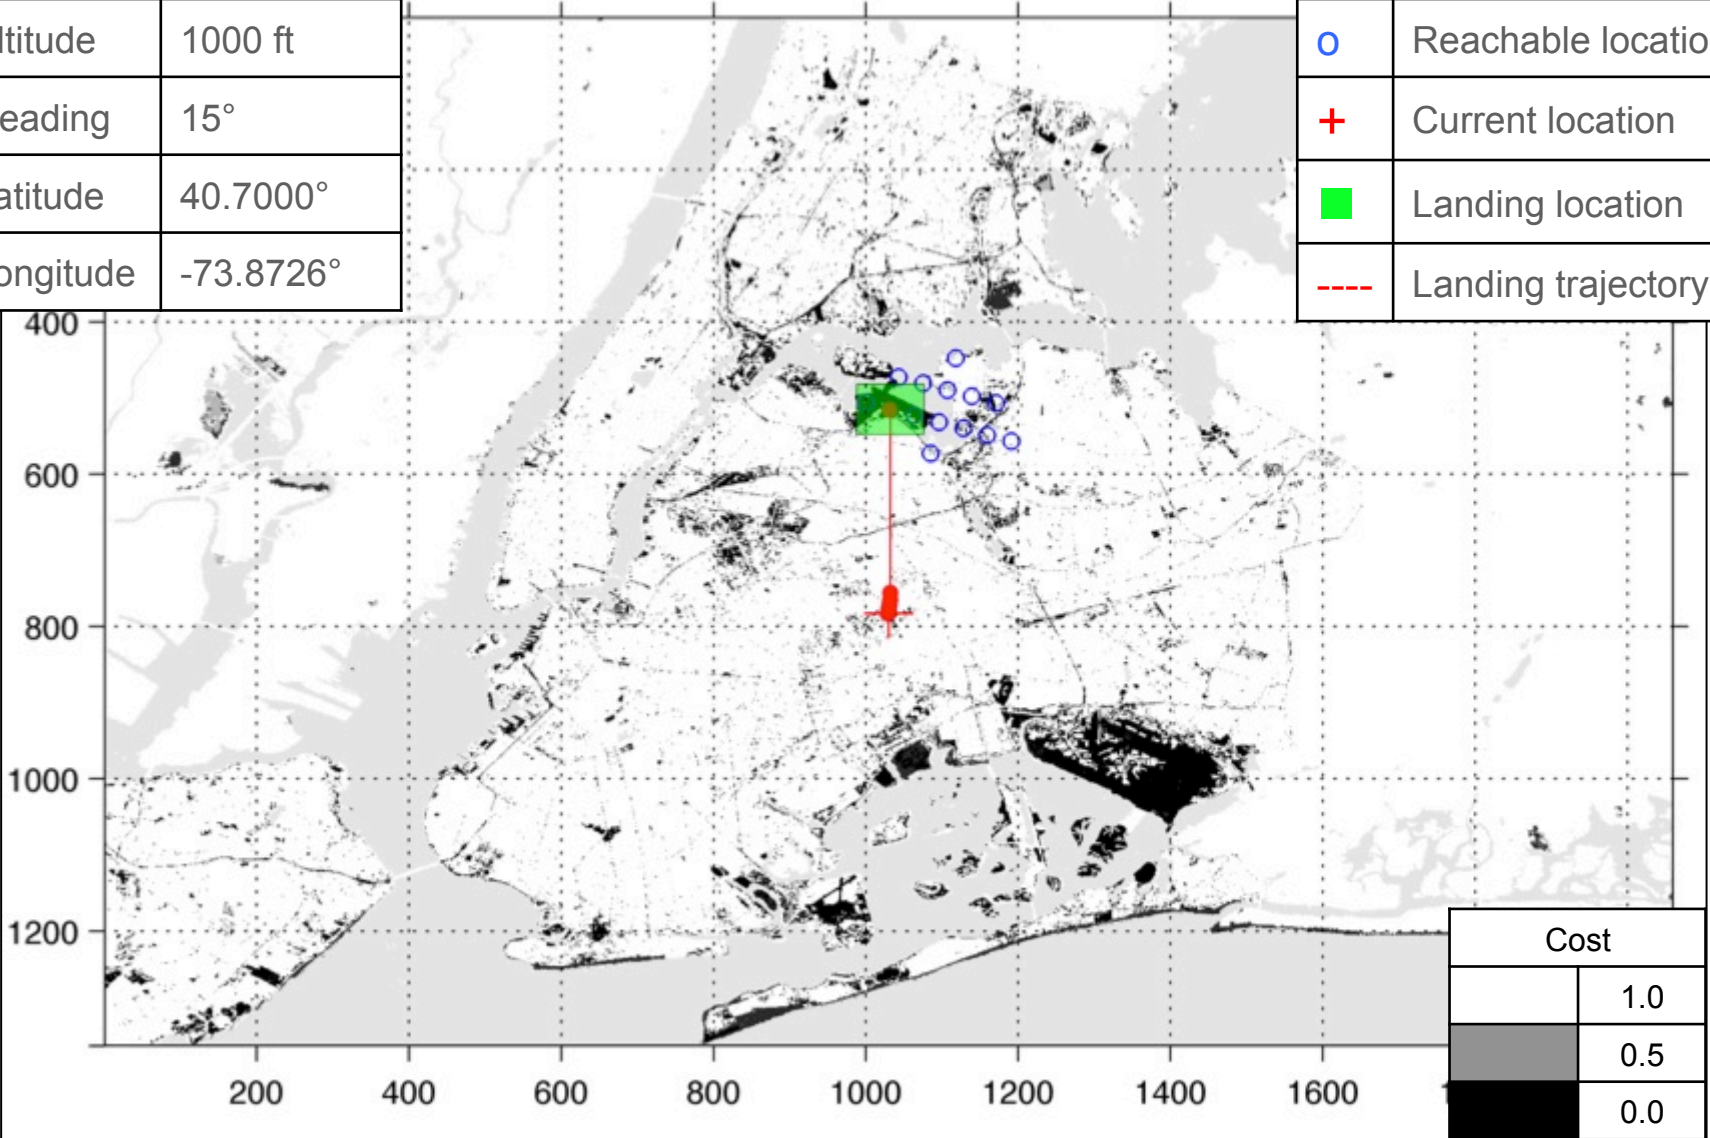 ltitude 1000 ft
eading 15°
atitude 40.7000°
ongitude -73.8726°
o Reachable locatio
+ Current location
Landing location
---- Landing trajectory
400
600
800
1000
1200
200 400 600 800 1000 1200 1400 1600
Cost
1.0
0.5
0.0